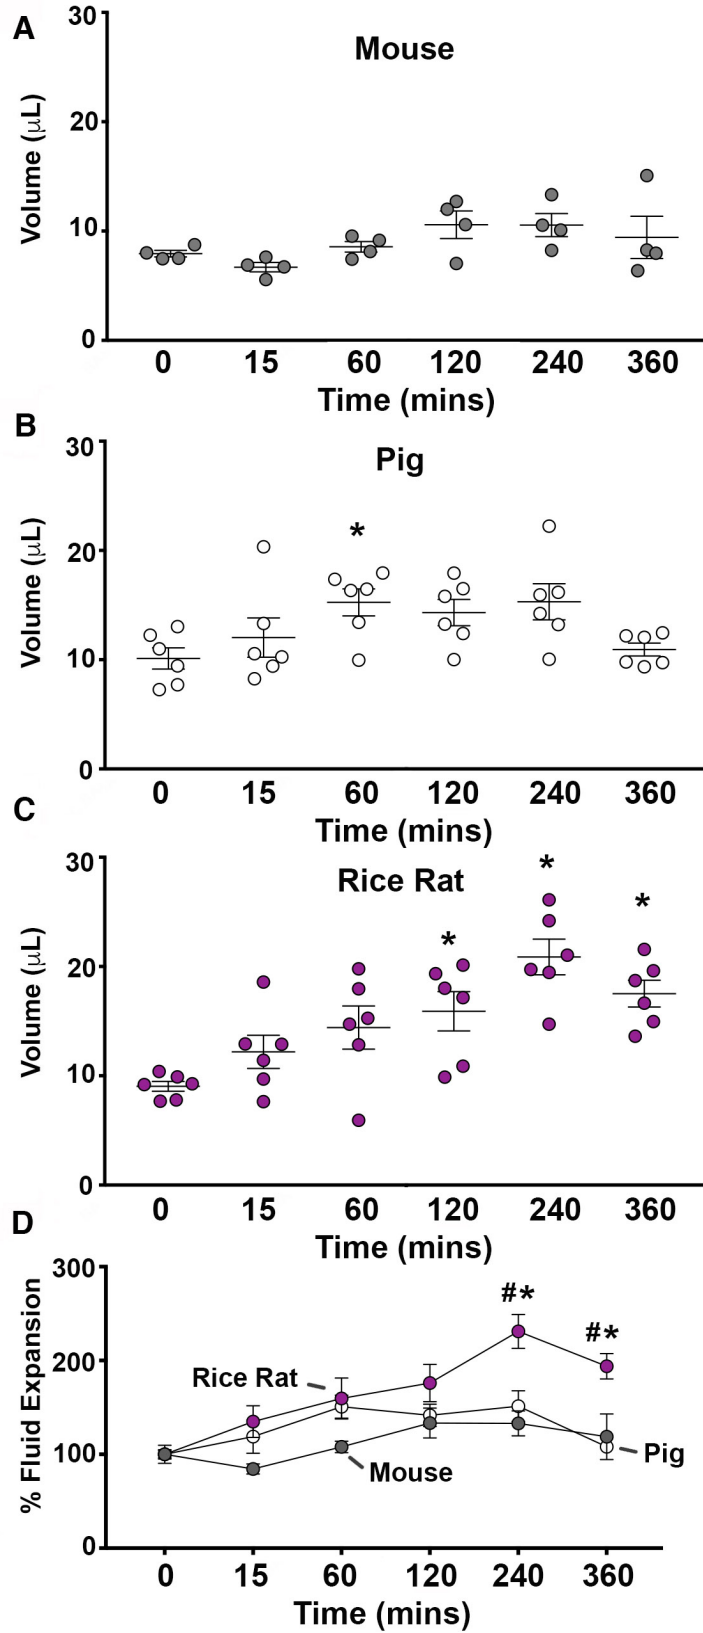 A
Mouse
Volume (μL)
30
20
10
0
0 15 60 120 240 360
Time (mins)
B
Pig
Volume (μL)
30
20
10
0
*
0 15 60 120 240 360
Time (mins)
C
Rice Rat
Volume (μL)
30
20
10
0
* * *
0 15 60 120 240 360
Time (mins)
D
% Fluid Expansion
300
200
100
0
#* #*
Rice Rat
Mouse
Pig
0 15 60 120 240 360
Time (mins)